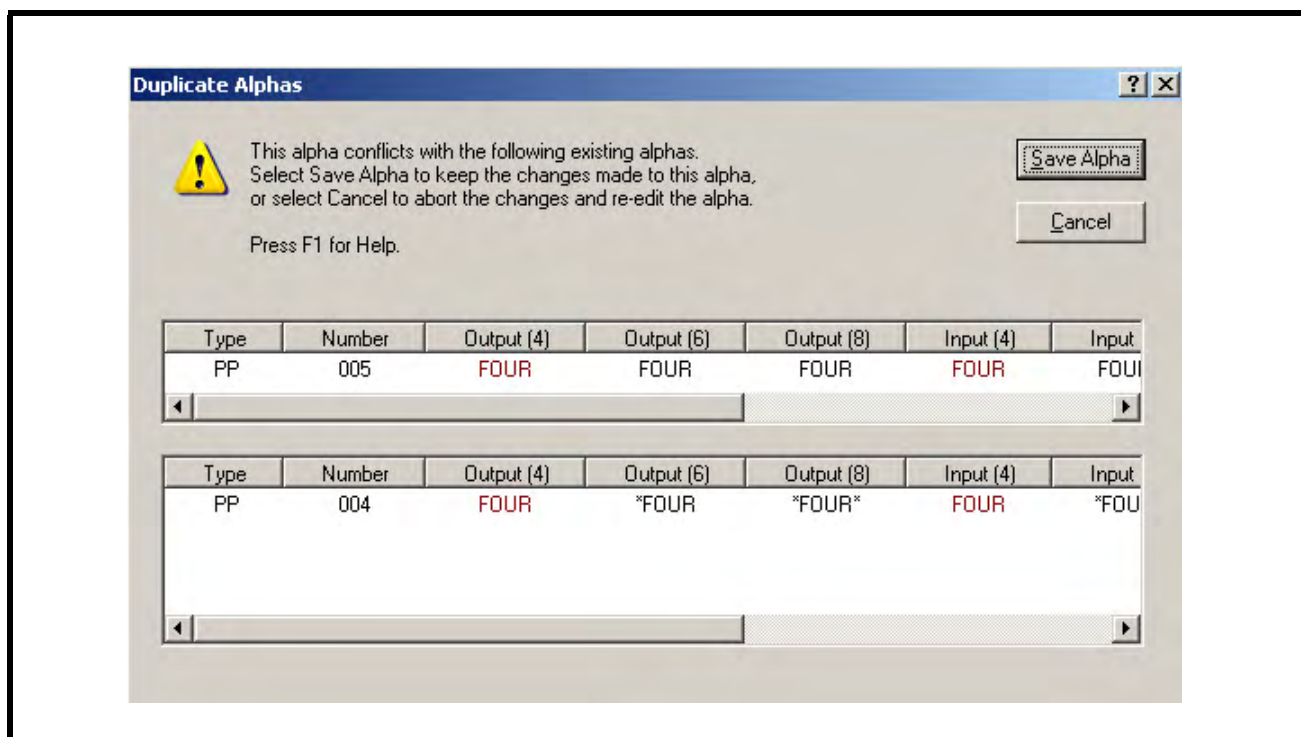 Duplicate Alphas
This alpha conflicts with the following existing alphas.
Select Save Alpha to keep the changes made to this alpha,
or select Cancel to abort the changes and re-edit the alpha.
Press F1 for Help.
Save Alpha
Cancel
Type Number Output (4) Output (6) Output (8) Input (4) Input
PP 005 FOUR FOUR FOUR FOUR
Type Number Output (4) Output (6) Output (8) Input (4) Input
PP 004 FOUR *FOUR *FOUR* FOUR *FOU